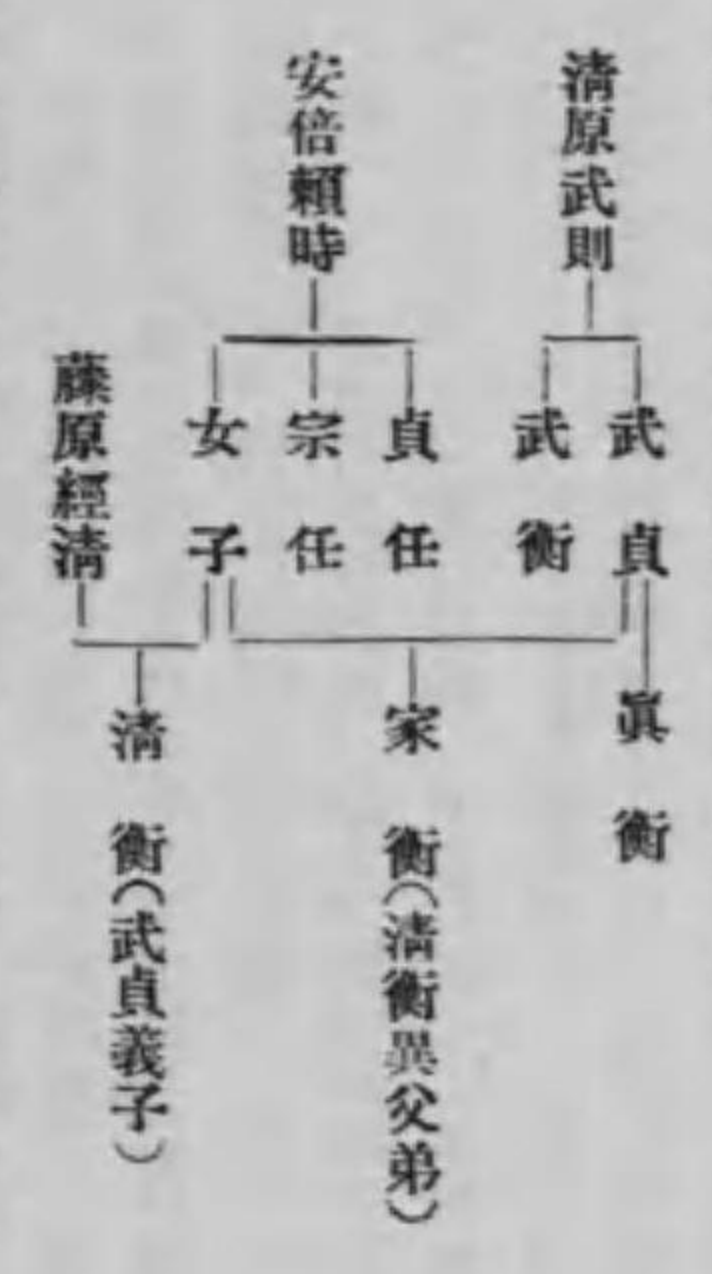 清原武則
武貞
武衡
眞衡
安倍賴時
貞任
宗任
女子
家衡(清衡異父弟)
藤原經清
清衡(武貞義子)